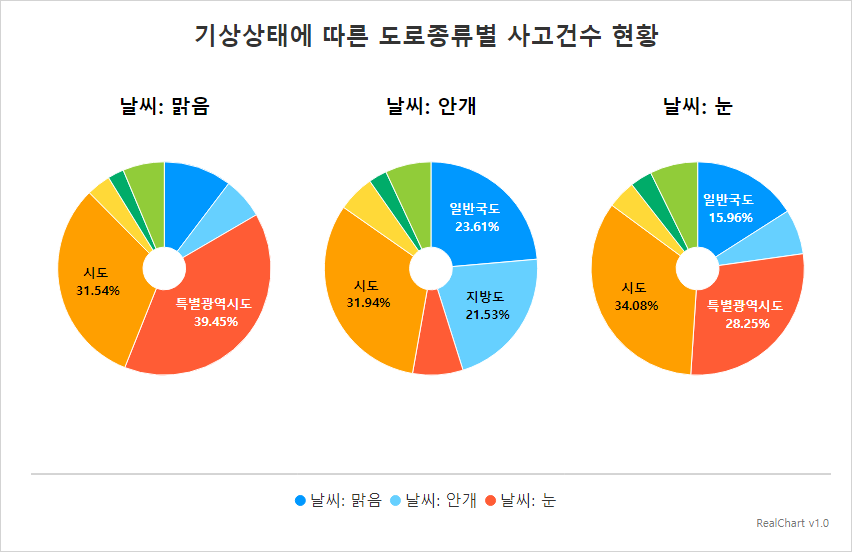 기상상태에 따른 도로종류별 사고건수 현황
날씨: 맑음
시도
31.54%
특별광역시도
39.45%
날씨: 안개
일반국도
23.61%
지방도
21.53%
시도
31.94%
날씨: 눈
일반국도
15.96%
시도
34.08%
특별광역시도
28.25%
날씨: 맑음 날씨: 안개 날씨: 눈
RealChart v1.0